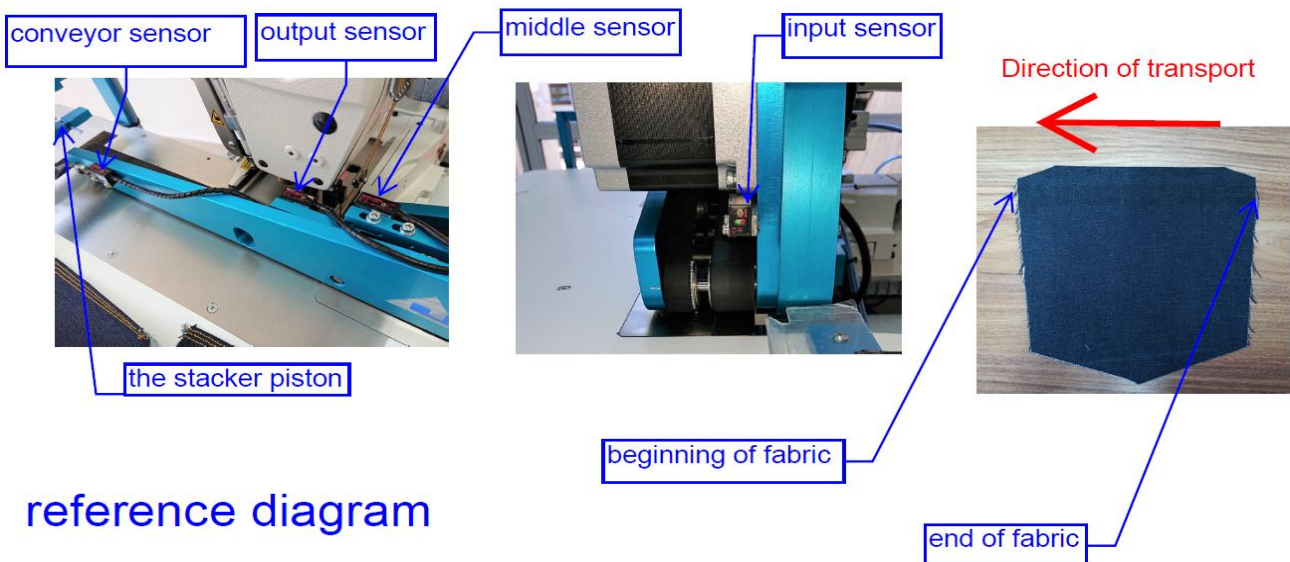 conveyor sensor
output sensor
middle sensor
input sensor
Direction of transport
the stacker piston
beginning of fabric
reference diagram
end of fabric